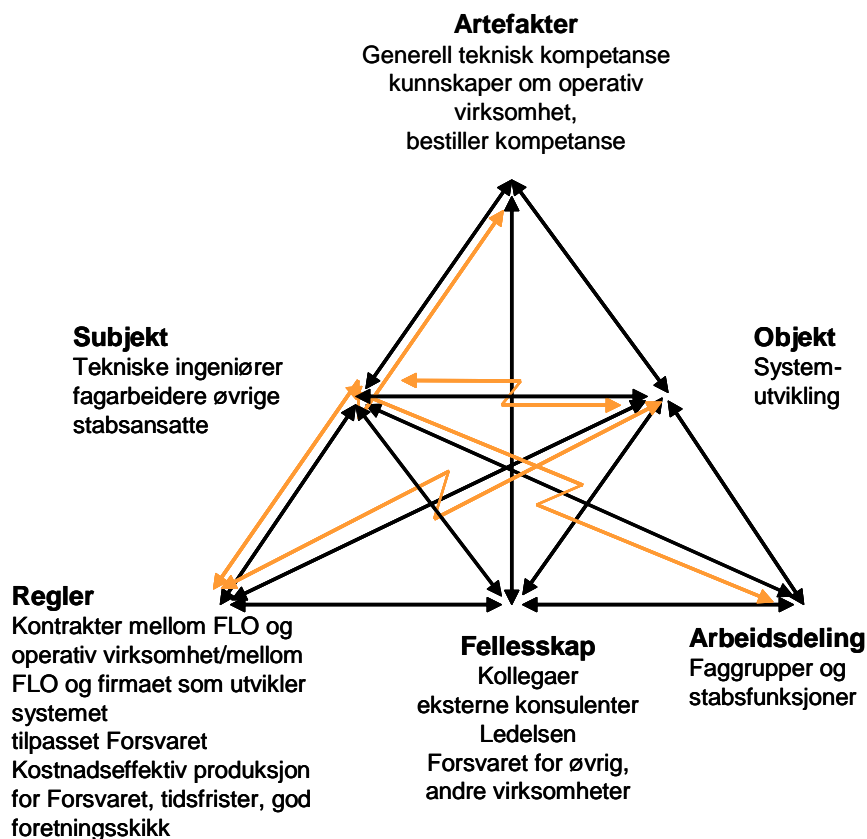 Artefakter
Generell teknisk kompetanse
kunnskaper om operativ
virksomhet,
bestiller kompetanse
Subjekt
Tekniske ingeniører
fagarbeidere øvrige
stabsansatte
Objekt
System-
utvikling
Regler
Kontrakter mellom FLO og
operativ virksomhet/mellom
FLO og firmaet som utvikler
systemet
tilpasset Forsvaret
Kostnadseffektiv produksjon
for Forsvaret, tidsfrister, god
foretningsskikk
Fellesskap
Kollegaer
eksterne konsulenter
Ledelsen
Forsvaret for øvrig,
andre virksomheter
Arbeidsdeling
Faggrupper og
stabsfunksjoner